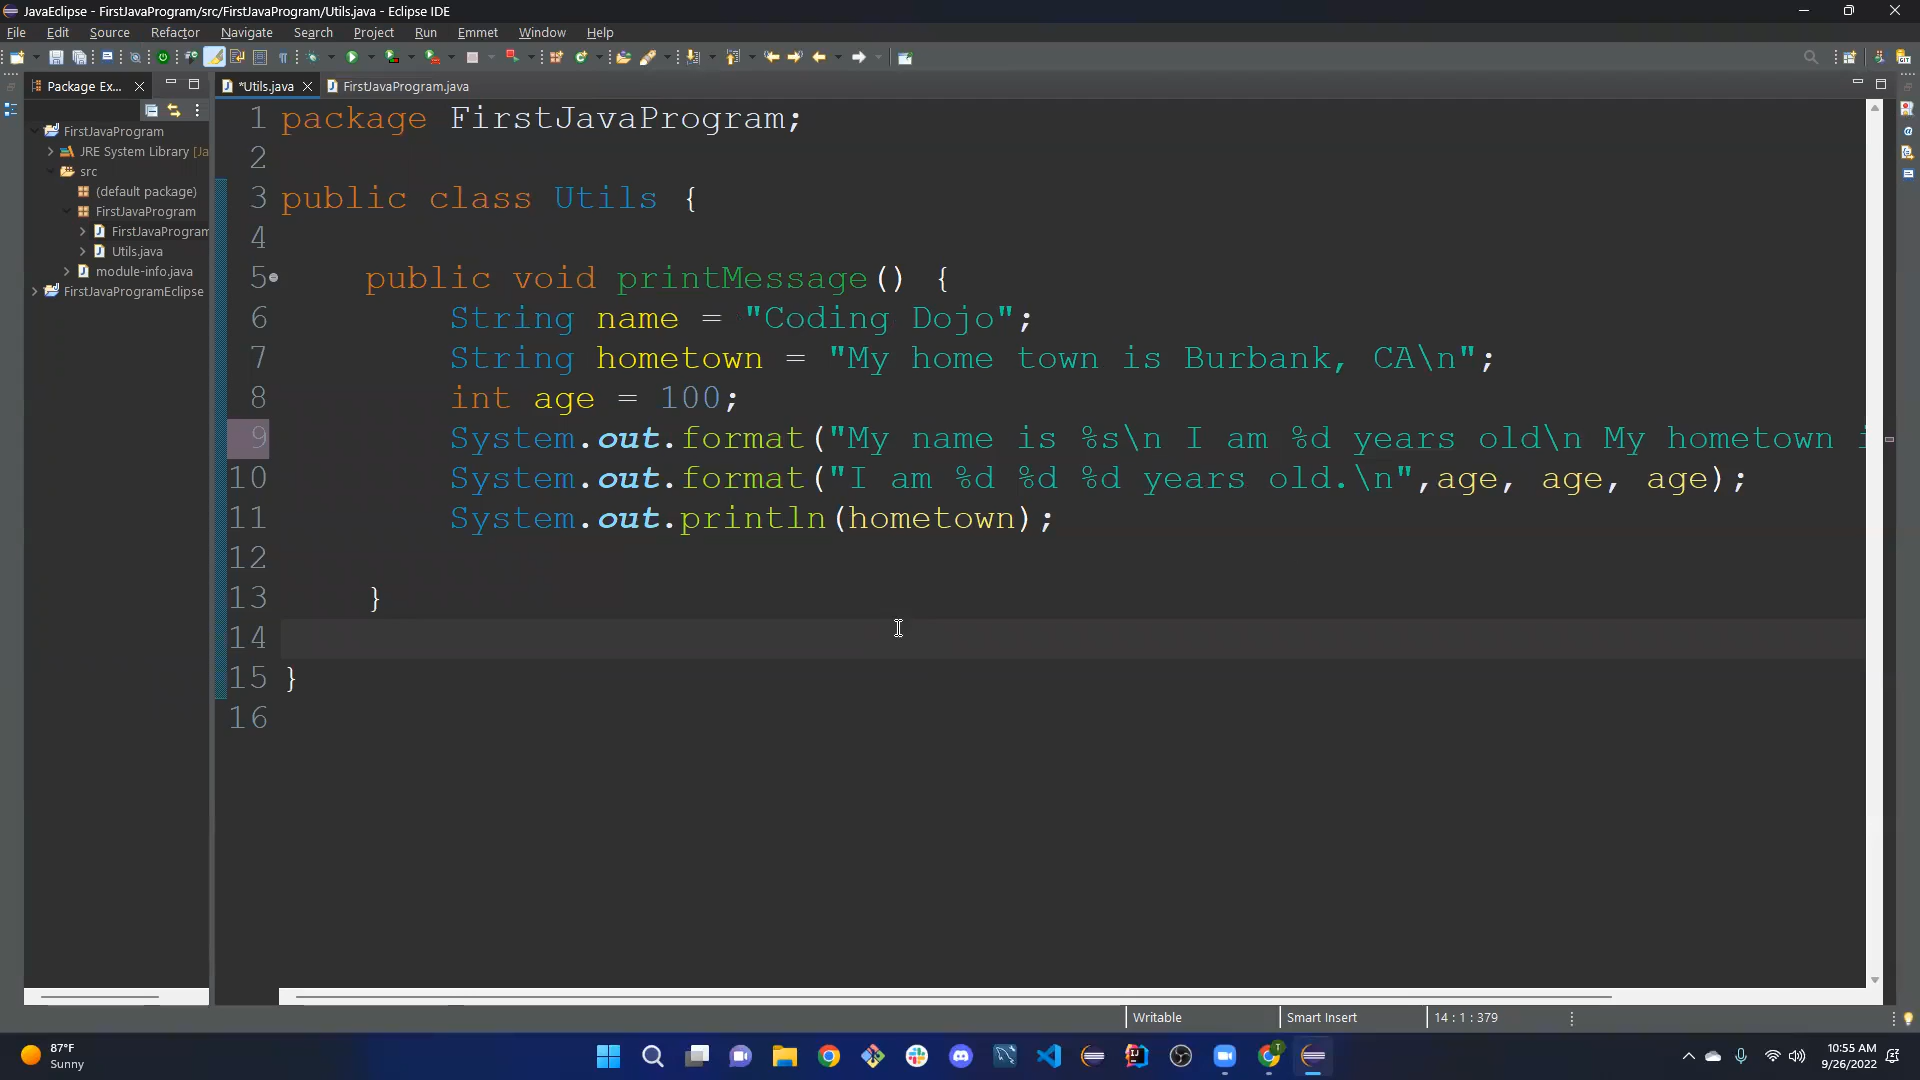 JavaEclipse - FirstJavaProgram/src/FirstJavaProgram/Utils.java - Eclipse IDE
File Edit Source Refactor Navigate Search Project Run Emmet Window Help
Package Ex...
*Utils.java
FirstJavaProgram.java
FirstJavaProgram
JRE System Library [Ja
src
(default package)
FirstJavaProgram
FirstJavaProgram
Utils.java
module-info.java
FirstJavaProgramEclipse
1 package FirstJavaProgram;
2
3 public class Utils {
4
5 public void printMessage() {
6 String name = "Coding Dojo";
7 String hometown = "My home town is Burbank, CA\n";
8 int age = 100;
9 System.out.format("My name is %s\n I am %d years old\n My hometown i
10 System.out.format("I am %d %d %d years old.\n",age, age, age);
11 System.out.println(hometown);
12
13 }
14
15 }
16
Writable
Smart Insert
14 : 1 : 379
87°F
Sunny
10:55 AM
9/26/2022